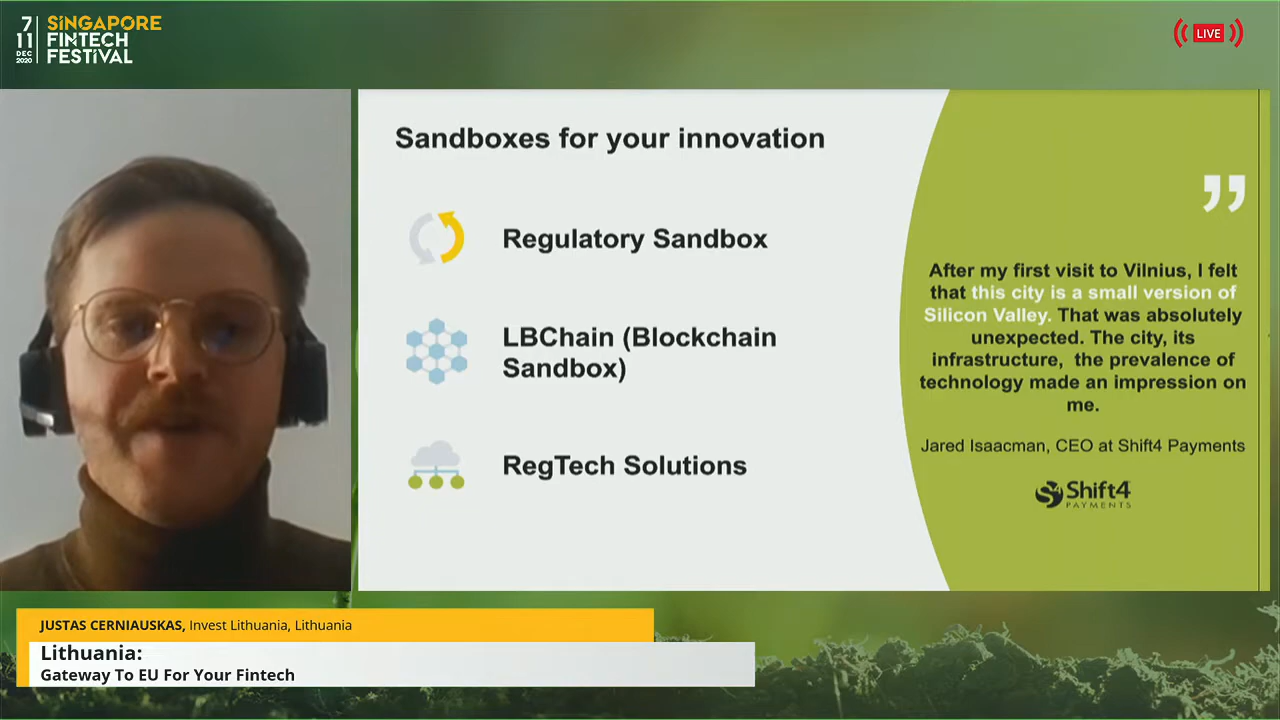 7
11
DEC
2020
SINGAPORE
FINTECH
FESTIVAL
LIVE
Sandboxes for your innovation
Regulatory Sandbox
LBChain (Blockchain
Sandbox)
RegTech Solutions
”
After my first visit to Vilnius, I felt
that this city is a small version of
Silicon Valley. That was absolutely
unexpected. The city, its
infrastructure, the prevalence of
technology made an impression on
me.
Jared Isaacman, CEO at Shift4 Payments
Shift4
PAYMENTS
JUSTAS CERNIAUSKAS, Invest Lithuania, Lithuania
Lithuania:
Gateway To EU For Your Fintech